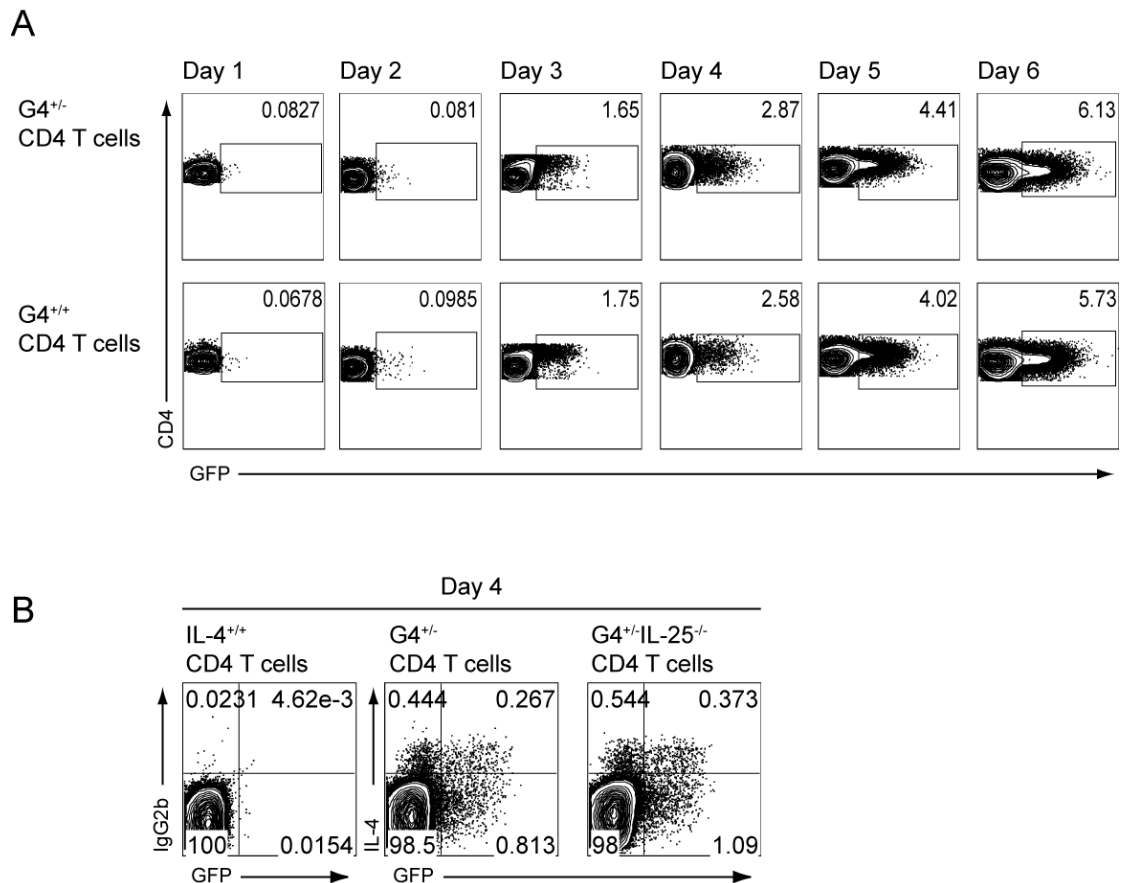 A
Day 1 Day 2 Day 3 Day 4 Day 5 Day 6
G4+/-
CD4 T cells
0.0827 0.081 1.65 2.87 4.41 6.13
G4+/+
CD4 T cells
0.0678 0.0985 1.75 2.58 4.02 5.73
CD4
GFP
B
Day 4
IL-4+/+
CD4 T cells
G4+/-
CD4 T cells
G4+/-IL-25-/-
CD4 T cells
0.0231 4.62e-3 0.444 0.267 0.544 0.373
IgG2b
IL-4
100 0.0154 98.5 0.813 98 1.09
GFP GFP